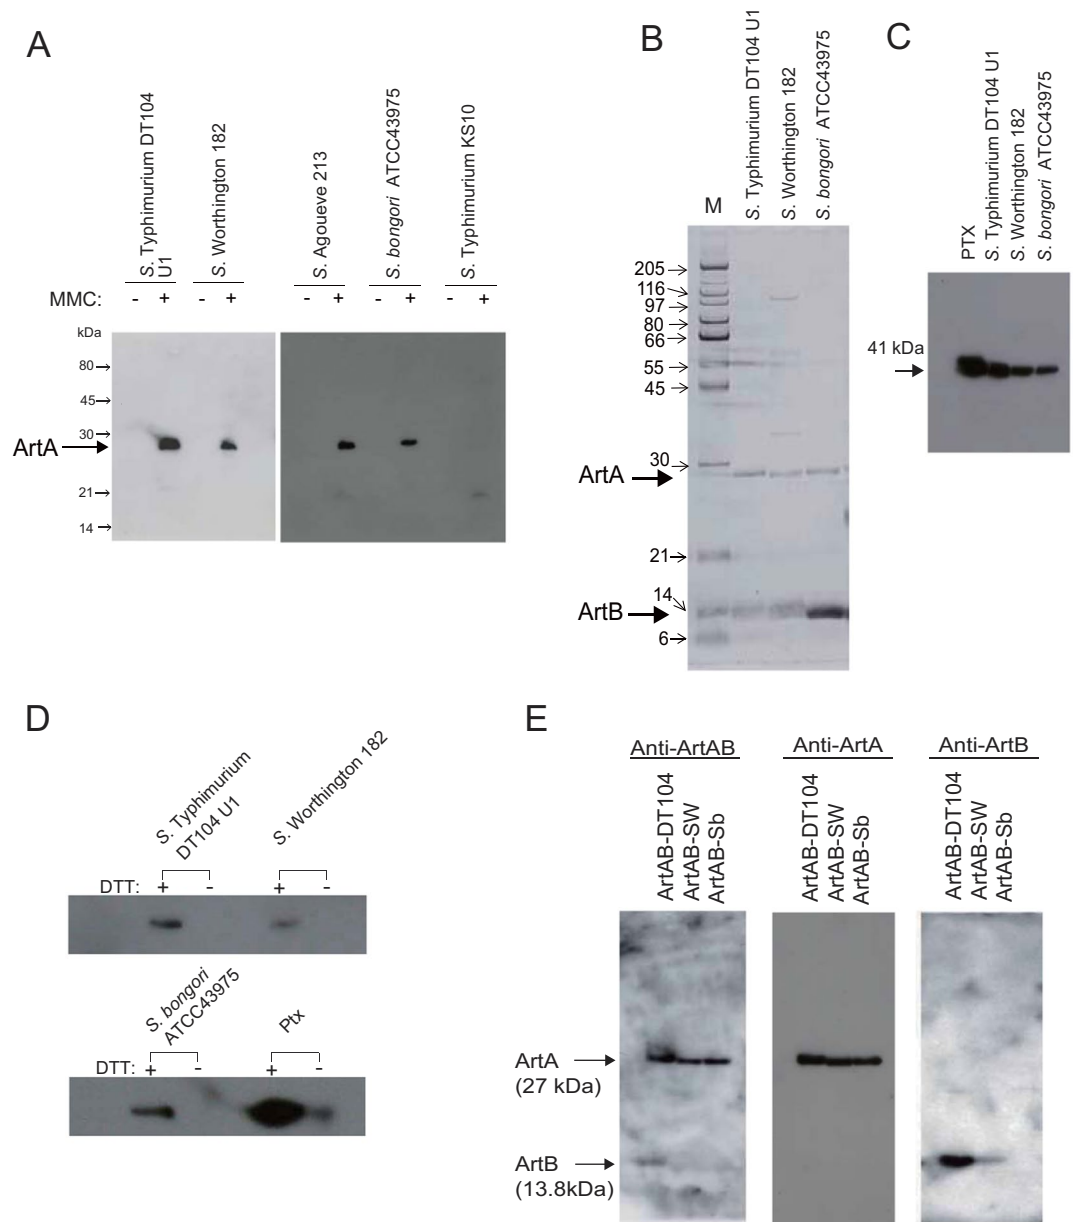 A
S. Typhimurium DT104
U1
S. Worthington 182
S. Agoueve 213
S. bongori ATCC43975
S. Typhimurium KS10
MMC: - + - + - + - + - +
kDa
80
45
30
ArtA
21
14
B
M
S. Typhimurium DT104 U1
S. Worthington 182
S. bongori ATCC43975
205
116
97
80
66
55
45
30
ArtA
21
14
ArtB
6
C
PTX
S. Typhimurium DT104 U1
S. Worthington 182
S. bongori ATCC43975
41 kDa
D
S. Typhimurium
DT104 U1
S. Worthington 182
DTT: + - + -
S. bongori
ATCC43975
Ptx
DTT: + - + -
E
Anti-ArtAB
Anti-ArtA
Anti-ArtB
ArtAB-DT104
ArtAB-SW
ArtAB-Sb
ArtAB-DT104
ArtAB-SW
ArtAB-Sb
ArtAB-DT104
ArtAB-SW
ArtAB-Sb
ArtA
(27 kDa)
ArtB
(13.8kDa)